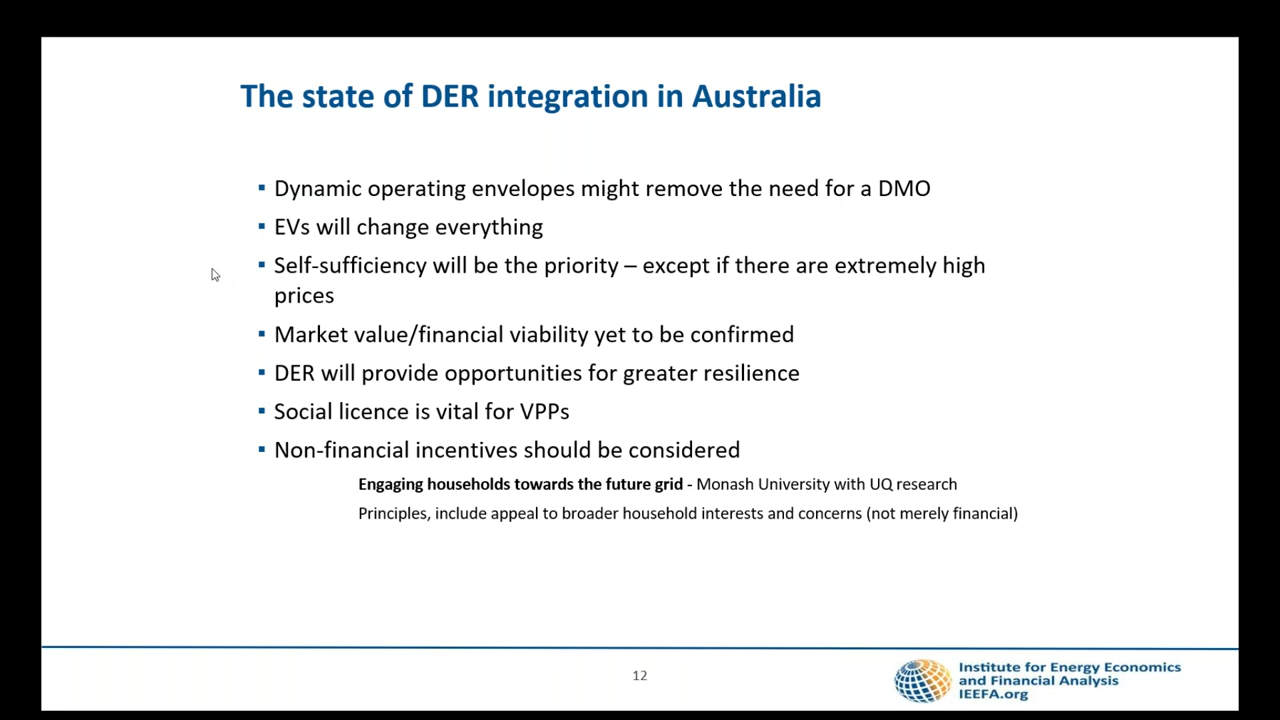 The state of DER integration in Australia
▪ Dynamic operating envelopes might remove the need for a DMO
▪ EVs will change everything
▪ Self-sufficiency will be the priority – except if there are extremely high
prices
▪ Market value/financial viability yet to be confirmed
▪ DER will provide opportunities for greater resilience
▪ Social licence is vital for VPPs
▪ Non-financial incentives should be considered
Engaging households towards the future grid - Monash University with UQ research
Principles, include appeal to broader household interests and concerns (not merely financial)
12
Institute for Energy Economics
and Financial Analysis
IEEFA.org